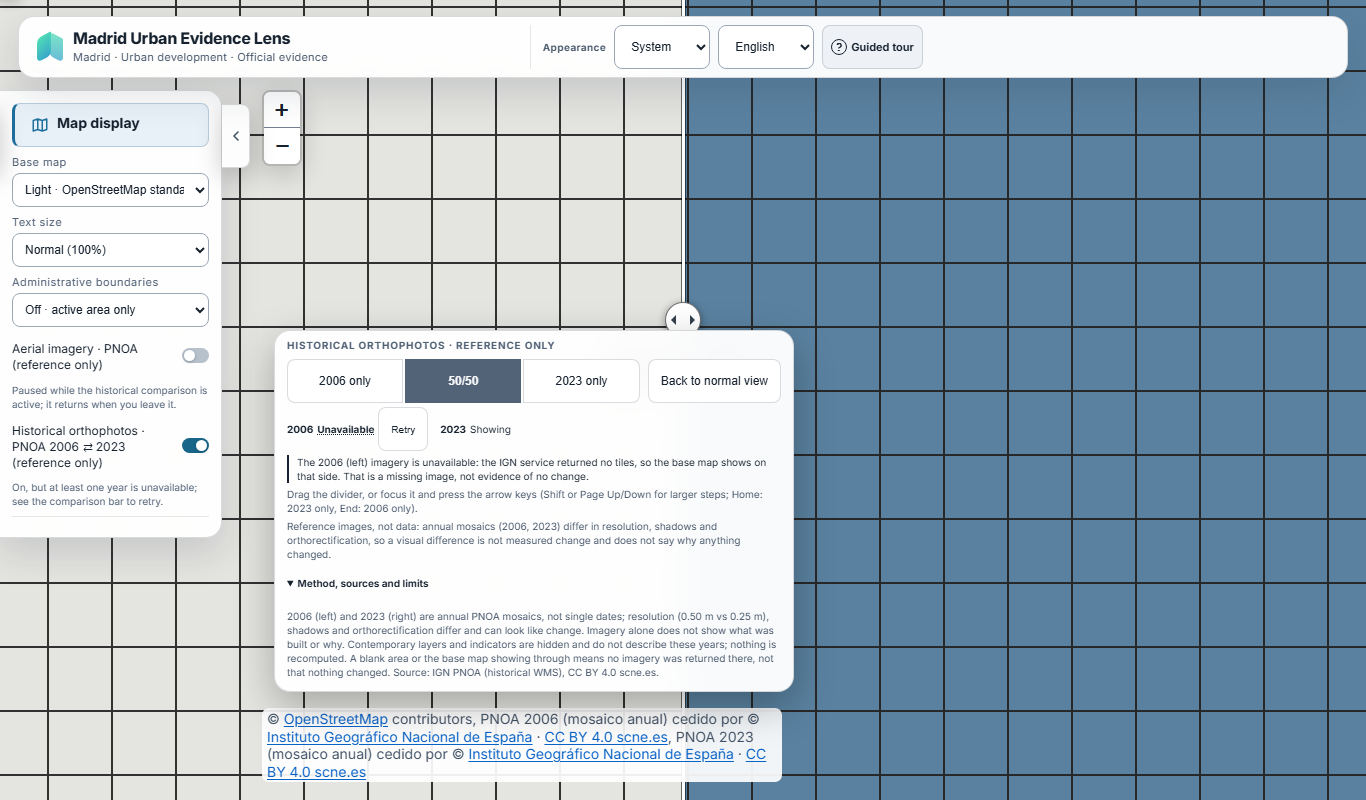 Madrid Urban Evidence Lens
Madrid · Urban development · Official evidence
Appearance
System
English
? Guided tour
Map display
Base map
Light · OpenStreetMap standa
Text size
Normal (100%)
Administrative boundaries
Off · active area only
Aerial imagery · PNOA
(reference only)
Paused while the historical comparison is
active; it returns when you leave it.
Historical orthophotos ·
PNOA 2006 ⇄ 2023
(reference only)
On, but at least one year is unavailable;
see the comparison bar to retry.
+
−
HISTORICAL ORTHOPHOTOS · REFERENCE ONLY
2006 only
50/50
2023 only
Back to normal view
2006 Unavailable
Retry
2023 Showing
The 2006 (left) imagery is unavailable: the IGN service returned no tiles, so the base map shows on
that side. That is a missing image, not evidence of no change.
Drag the divider, or focus it and press the arrow keys (Shift or Page Up/Down for larger steps; Home:
2023 only, End: 2006 only).
Reference images, not data: annual mosaics (2006, 2023) differ in resolution, shadows and
orthorectification, so a visual difference is not measured change and does not say why anything
changed.
▼ Method, sources and limits
2006 (left) and 2023 (right) are annual PNOA mosaics, not single dates; resolution (0.50 m vs 0.25 m),
shadows and orthorectification differ and can look like change. Imagery alone does not show what was
built or why. Contemporary layers and indicators are hidden and do not describe these years; nothing is
recomputed. A blank area or the base map showing through means no imagery was returned there, not
that nothing changed. Source: IGN PNOA (historical WMS), CC BY 4.0 scne.es.
© OpenStreetMap contributors, PNOA 2006 (mosaico anual) cedido por ©
Instituto Geográfico Nacional de España · CC BY 4.0 scne.es, PNOA 2023
(mosaico anual) cedido por © Instituto Geográfico Nacional de España · CC
BY 4.0 scne.es